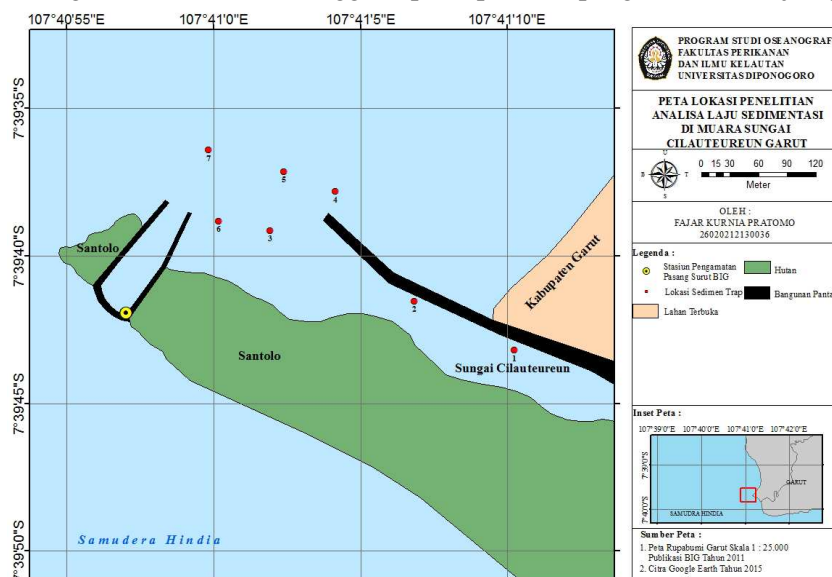 107°40'55"E 107°41'0"E 107°41'5"E 107°41'10"E
7°39'35"S
7°39'40"S
7°39'45"S
7°39'50"S
7
5
4
6
3
2
1
Santolo
Santolo
Kabupaten Garut
Sungai Cilauteureun
Samudera Hindia
PROGRAM STUDI OSEANOGRAF
FAKULTAS PERIKANAN
DAN ILMU KELAUTAN
UNIVERSITAS DIPONOGORO
PETA LOKASI PENELITIAN
ANALISA LAJU SEDIMENTASI
DI MUARA SUNGAI
CILAUTEUREUN GARUT
U
B T
S
0 15 30 60 90 120
Meter
OLEH :
FAJAR KURNIA PRATOMO
26020212130036
Legenda :
Stasiun Pengamatan
Pasang Surut BIG
Hutan
Lokasi Sedimen Trap
Bangunan Panta
Lahan Terbuka
Inset Peta :
107°39'0"E 107°40'0"E 107°41'0"E 107°42'0"E
7°40'0"S
GARUT
SAMUDRA HINDIA
Sumber Peta :
1. Peta Rupabumi Garut Skala 1 : 25.000
Publikasi BIG Tahun 2011
2. Citra Google Earth Tahun 2015